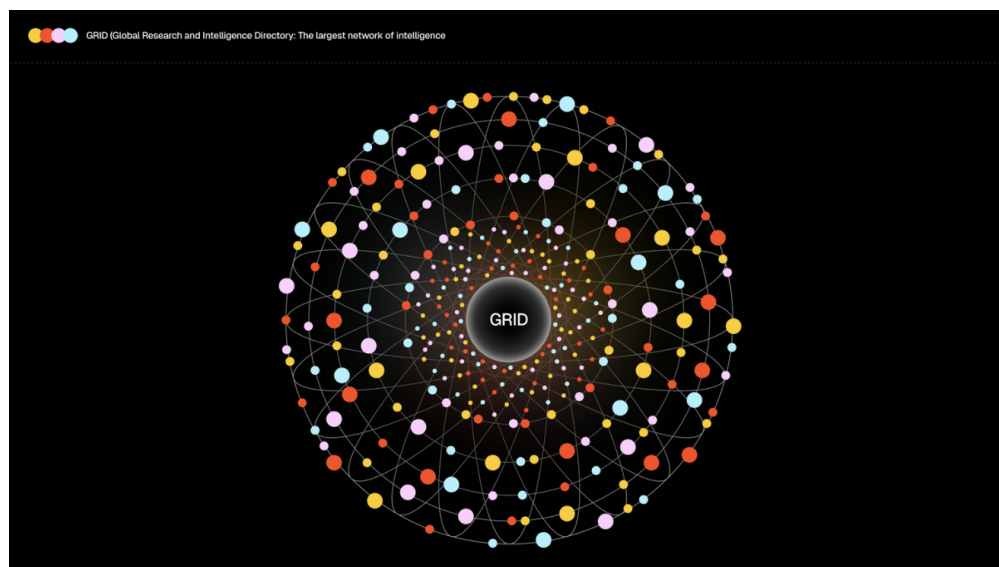 GRID (Global Research and Intelligence Directory: The largest network of intelligence
GRID